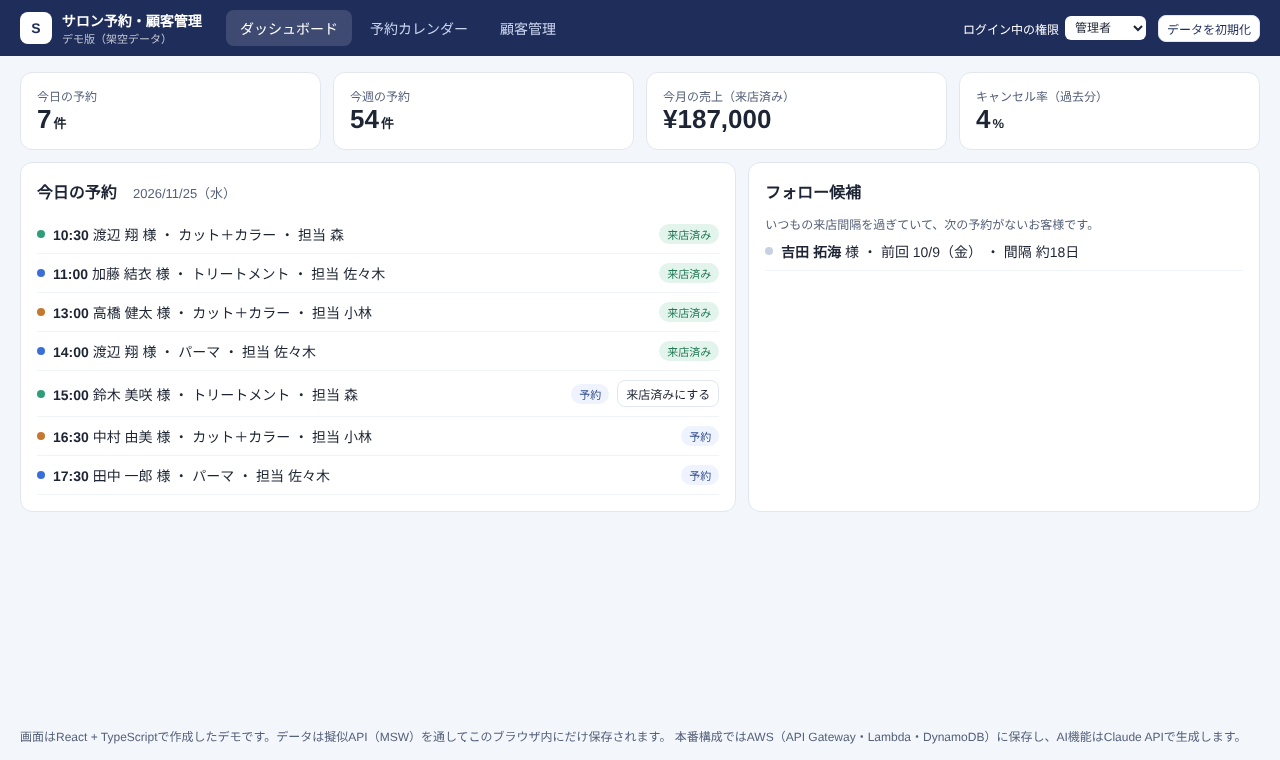 S
サロン予約・顧客管理
デモ版（架空データ）
ダッシュボード
予約カレンダー
顧客管理
ログイン中の権限
管理者
データを初期化
今日の予約
7件
今週の予約
54件
今月の売上（来店済み）
¥187,000
キャンセル率（過去分）
4%
今日の予約 2026/11/25（水）
10:30 渡辺 翔 様 ・ カット＋カラー ・ 担当 森 来店済み
11:00 加藤 結衣 様 ・ トリートメント ・ 担当 佐々木 来店済み
13:00 高橋 健太 様 ・ カット＋カラー ・ 担当 小林 来店済み
14:00 渡辺 翔 様 ・ パーマ ・ 担当 佐々木 来店済み
15:00 鈴木 美咲 様 ・ トリートメント ・ 担当 森 予約 来店済みにする
16:30 中村 由美 様 ・ カット＋カラー ・ 担当 小林 予約
17:30 田中 一郎 様 ・ パーマ ・ 担当 佐々木 予約
フォロー候補
いつもの来店間隔を過ぎていて、次の予約がないお客様です。
吉田 拓海 様 ・ 前回 10/9（金） ・ 間隔 約18日
画面はReact + TypeScriptで作成したデモです。データは擬似API（MSW）を通してこのブラウザ内にだけ保存されます。 本番構成ではAWS（API Gateway・Lambda・DynamoDB）に保存し、AI機能はClaude APIで生成します。